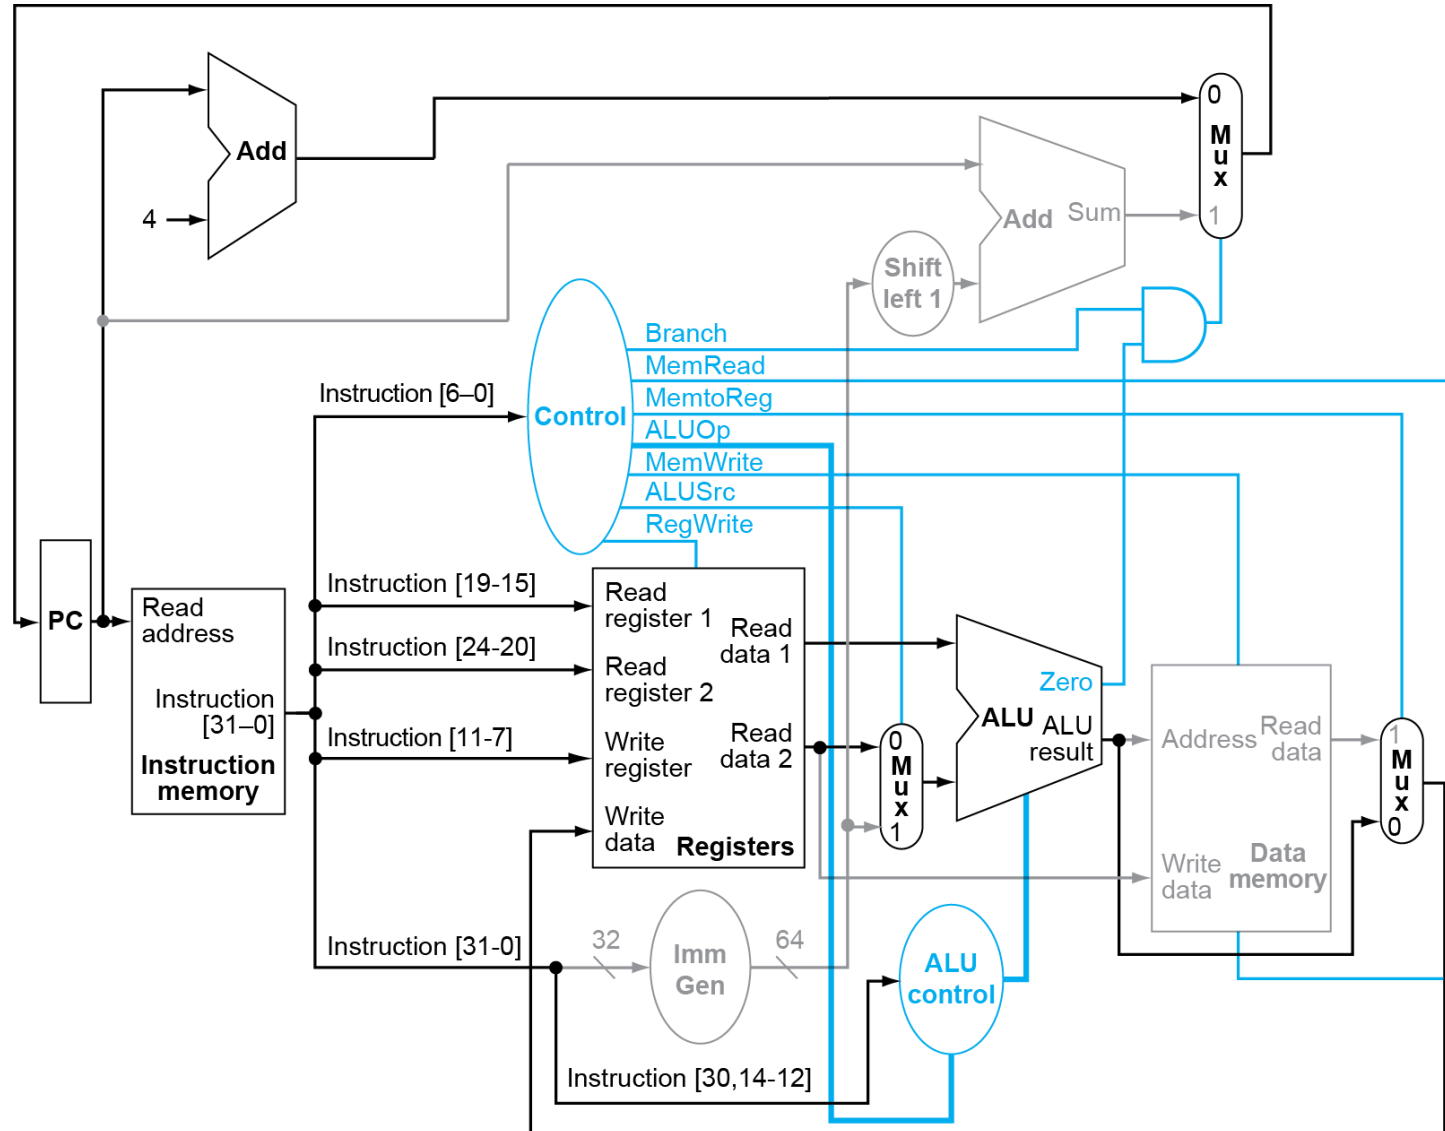 0
Mux
1
Add
4
Add
Sum
Shift
left 1
Branch
MemRead
MemtoReg
ALUOp
MemWrite
ALUSrc
RegWrite
Control
Instruction [6–0]
Instruction [19-15]
Instruction [24-20]
Instruction [11-7]
Instruction [31-0]
PC
Read
address
Instruction
[31–0]
Instruction
memory
Read
register 1
Read
register 2
Write
register
Write
data
Read
data 1
Read
data 2
Registers
0
Mux
1
Zero
ALU
ALU
result
Address
Read
data
Write
data
Data
memory
1
Mux
0
32
Imm
Gen
64
ALU
control
Instruction [30,14-12]